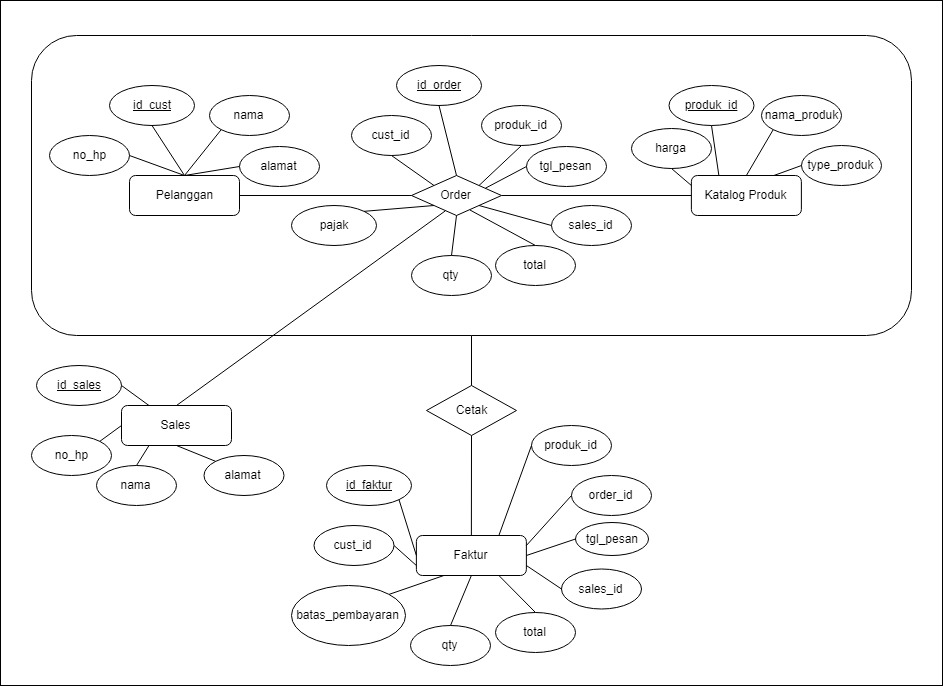 id_order
id_cust
nama
produk_id
nama_produk
produk_id
cust_id
harga
no_hp
alamat
tgl_pesan
type_produk
Pelanggan
Order
Katalog Produk
pajak
sales_id
total
qty
id_sales
Cetak
Sales
produk_id
no_hp
nama
alamat
id_faktur
order_id
tgl_pesan
cust_id
Faktur
sales_id
batas_pembayaran
total
qty